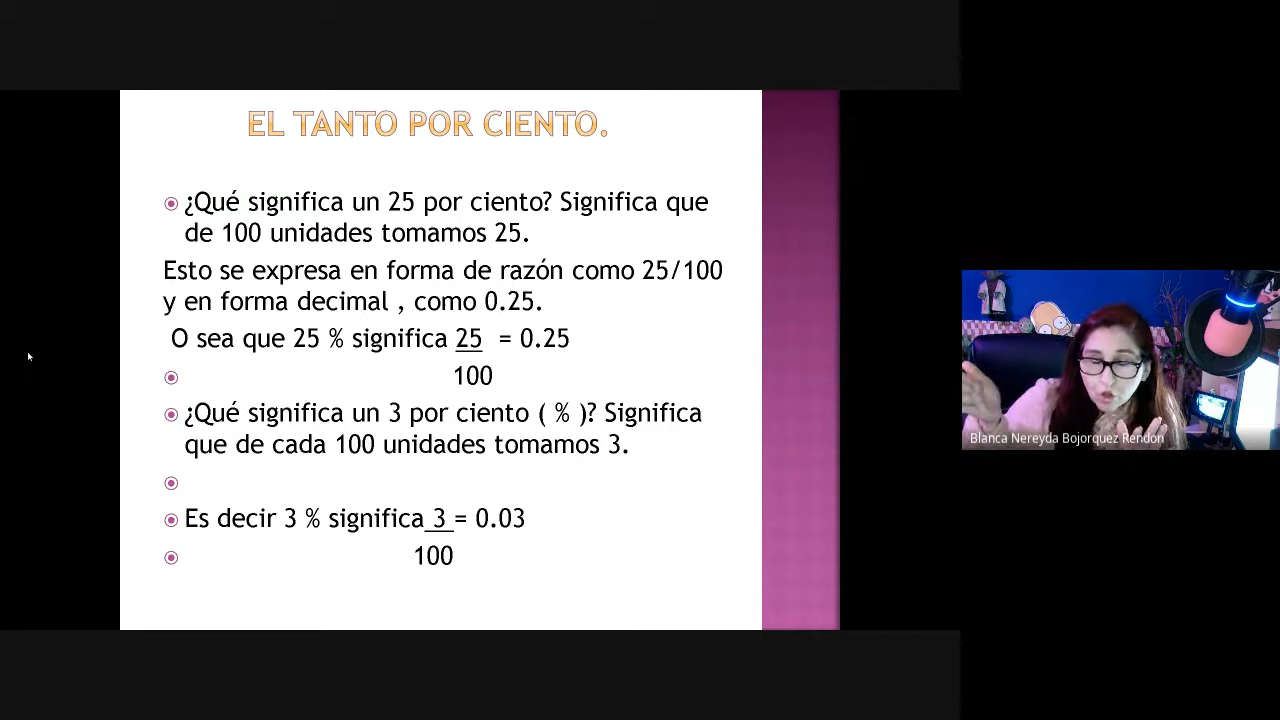 EL TANTO POR CIENTO.
¿Qué significa un 25 por ciento? Significa que
de 100 unidades tomamos 25.
Esto se expresa en forma de razón como 25/100
y en forma decimal , como 0.25.
O sea que 25 % significa 25 = 0.25
100
¿Qué significa un 3 por ciento ( % )? Significa
que de cada 100 unidades tomamos 3.
Es decir 3 % significa 3 = 0.03
100
Blanca Nereyda Bojorquez Rendon